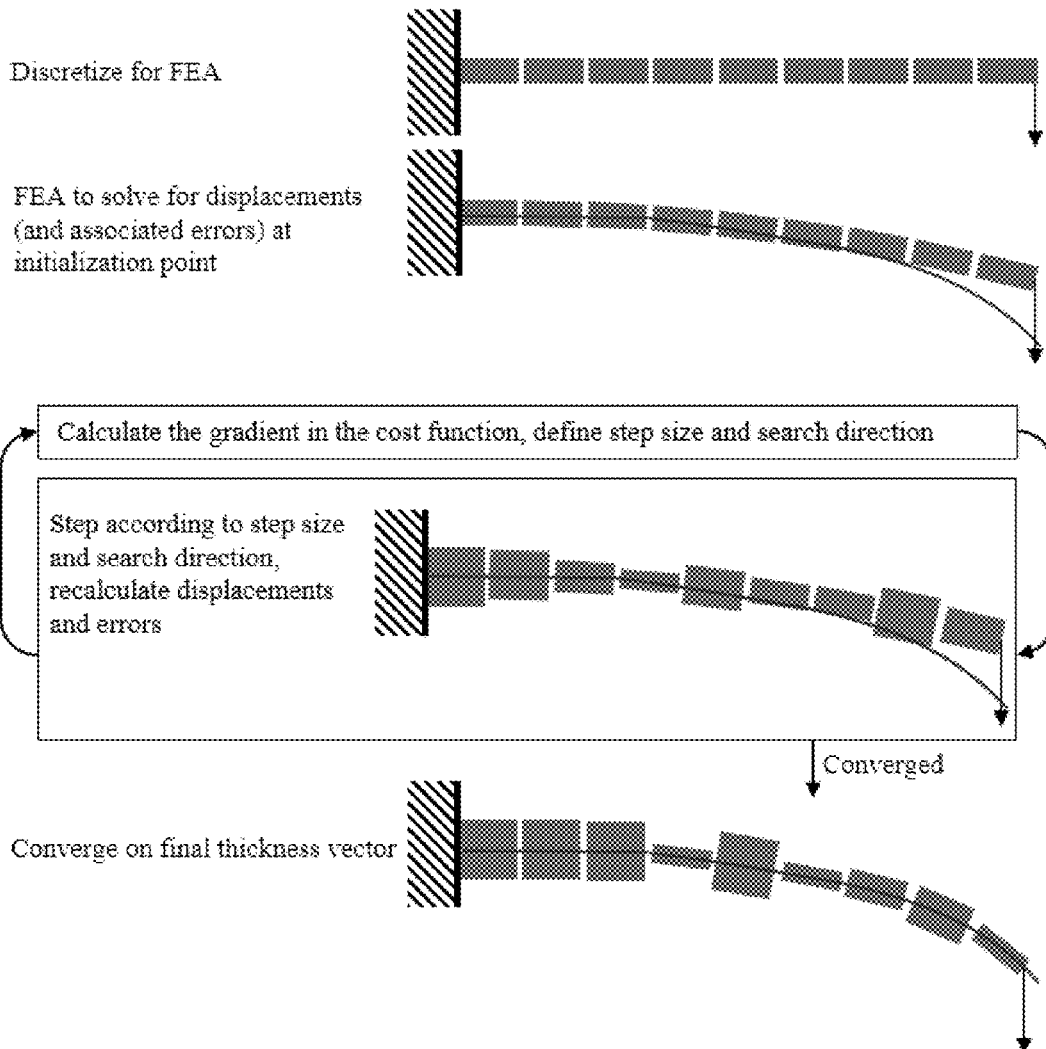 Discretize for FEA
FEA to solve for displacements
(and associated errors) at
initialization point
Calculate the gradient in the cost function, define step size and search direction
Step according to step size
and search direction,
recalculate displacements
and errors
Converged
Converge on final thickness vector